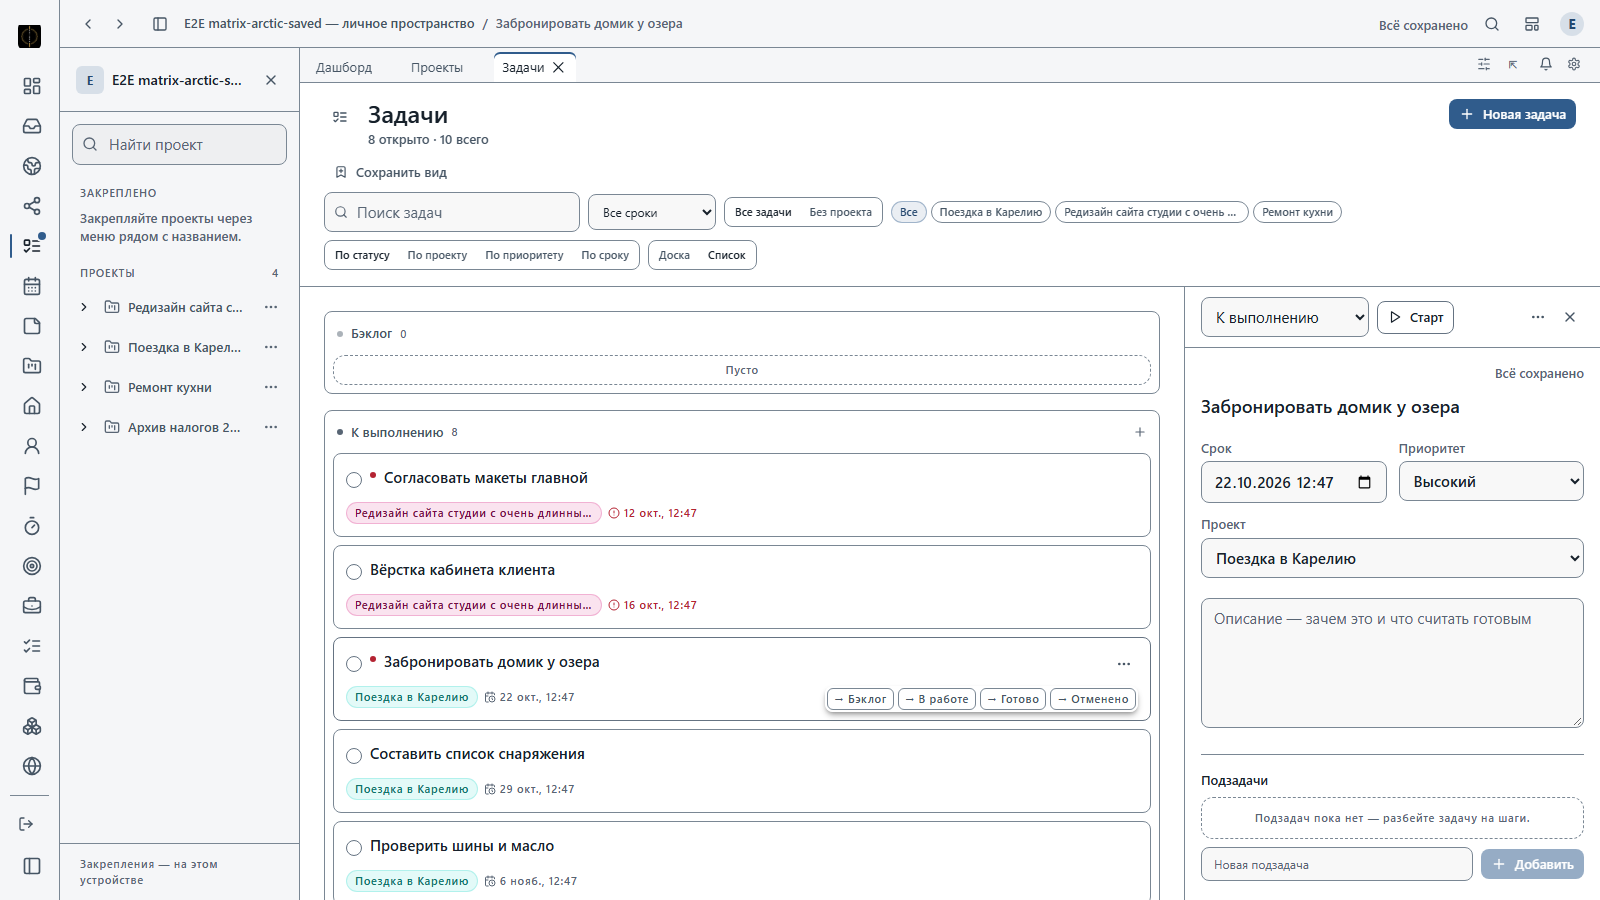 E2E matrix-arctic-saved — личное пространство / Забронировать домик у озера
Всё сохранено
E
E
E2E matrix-arctic-s...
Найти проект
ЗАКРЕПЛЕНО
Закрепляйте проекты через
меню рядом с названием.
ПРОЕКТЫ 4
Редизайн сайта с...
Поездка в Карел...
Ремонт кухни
Архив налогов 2...
Закрепления — на этом
устройстве
Дашборд Проекты Задачи
Задачи
8 открыто · 10 всего
Новая задача
Сохранить вид
Поиск задач
Все сроки
Все задачи Без проекта
Все Поездка в Карелию Редизайн сайта студии с очень ... Ремонт кухни
По статусу По проекту По приоритету По сроку
Доска Список
Бэклог 0
Пусто
К выполнению 8
Согласовать макеты главной
Редизайн сайта студии с очень длинны... 12 окт., 12:47
Вёрстка кабинета клиента
Редизайн сайта студии с очень длинны... 16 окт., 12:47
Забронировать домик у озера
Поездка в Карелию 22 окт., 12:47
→ Бэклог → В работе → Готово → Отменено
Составить список снаряжения
Поездка в Карелию 29 окт., 12:47
Проверить шины и масло
Поездка в Карелию 6 нояб., 12:47
К выполнению
Старт
Всё сохранено
Забронировать домик у озера
Срок Приоритет
22.10.2026 12:47 Высокий
Проект
Поездка в Карелию
Описание — зачем это и что считать готовым
Подзадачи
Подзадач пока нет — разбейте задачу на шаги.
Новая подзадача
Добавить